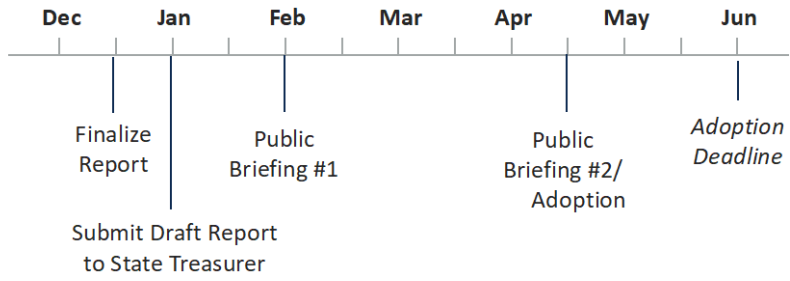 Dec Jan Feb Mar Apr May Jun
Finalize
Report
Submit Draft Report
to State Treasurer
Public
Briefing #1
Public
Briefing #2/
Adoption
Adoption
Deadline